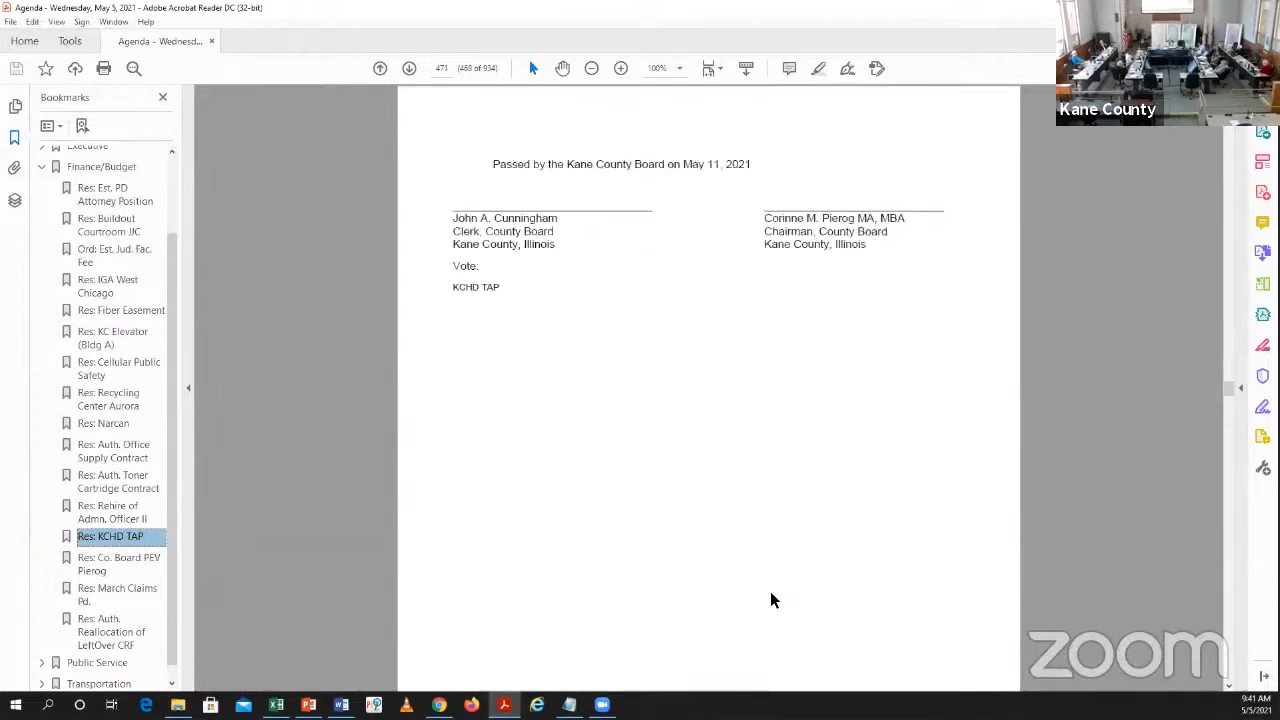 Agenda - Wednesday, May 5, 2021 - Adobe Acrobat Reader DC (32-bit)
File Edit View Sign Window Help
Home Tools Agenda - Wednesd... ×
471 (469 of 934) 100%
Kane County
Bookmarks
Executive
Finance/Budget
Res: Est. PD
Attorney Position
Res: Buildout
Courtroom JJC
Ord: Est. Jud. Fac.
Fee
Res: IGA West
Chicago
Res: Fiber Easement
Res: KC Elevator
(Bldg A)
Res: Cellular Public
Safety
Res: Recycling
Center Aurora
Res: Narcan
Res: Auth. Office
Supply Contract
Res: Auth. Toner
Cartridge Contract
Res: Rehire of
Admn. Officer II
Res: KCHD TAP
Res: Co. Board PEV
Pierog
Res: March Claims
Pd.
Res: Auth.
Reallocation of
LeftOver CRF
Public Service
Transportation
Passed by the Kane County Board on May 11, 2021
John A. Cunningham
Clerk, County Board
Kane County, Illinois
Corinne M. Pierog MA, MBA
Chairman, County Board
Kane County, Illinois
Vote:
KCHD TAP
zoom
9:41 AM
5/5/2021